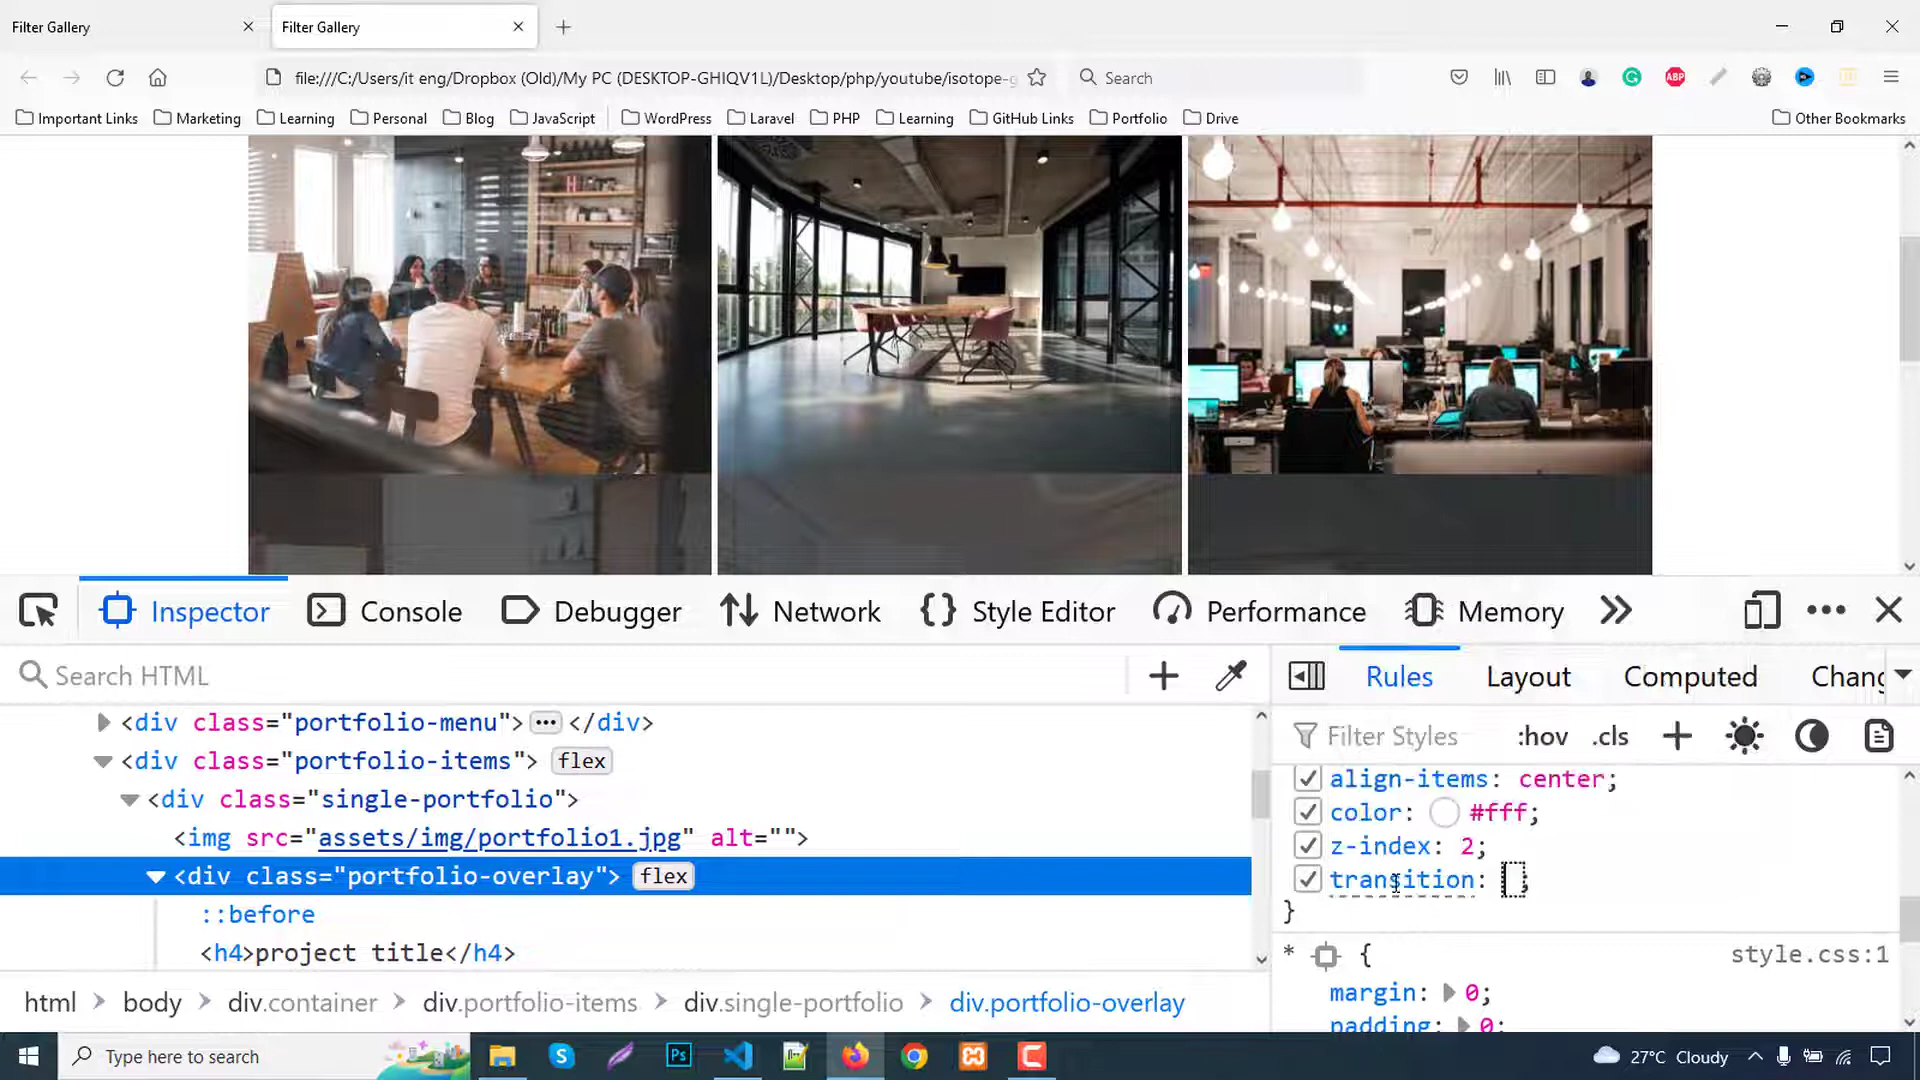 Filter Gallery
Filter Gallery
file:///C:/Users/it eng/Dropbox (Old)/My PC (DESKTOP-GHIQV1L)/Desktop/php/youtube/isotope-g
Search
ABP
Important Links Marketing Learning Personal Blog JavaScript WordPress Laravel PHP Learning GitHub Links Portfolio Drive Other Bookmarks
Inspector Console Debugger Network Style Editor Performance Memory
Search HTML
Rules Layout Computed Chang
Filter Styles :hov .cls
<div class="portfolio-menu"> ••• </div>
<div class="portfolio-items"> flex
<div class="single-portfolio">
<img src="assets/img/portfolio1.jpg" alt="">
<div class="portfolio-overlay"> flex
::before
<h4>project title</h4>
align-items: center;
color: #fff;
z-index: 2;
transition: ;
}
* {
style.css:1
margin: 0;
padding: 0;
html body div.container div.portfolio-items div.single-portfolio div.portfolio-overlay
Type here to search
Ps
27°C Cloudy